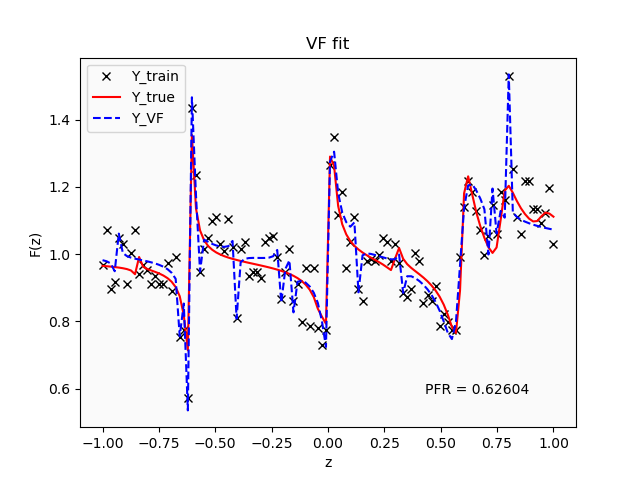 VF fit
Y_train
Y_true
Y_VF
F(z)
1.4
1.2
1.0
0.8
0.6
PFR = 0.62604
−1.00 −0.75 −0.50 −0.25 0.00 0.25 0.50 0.75 1.00
z